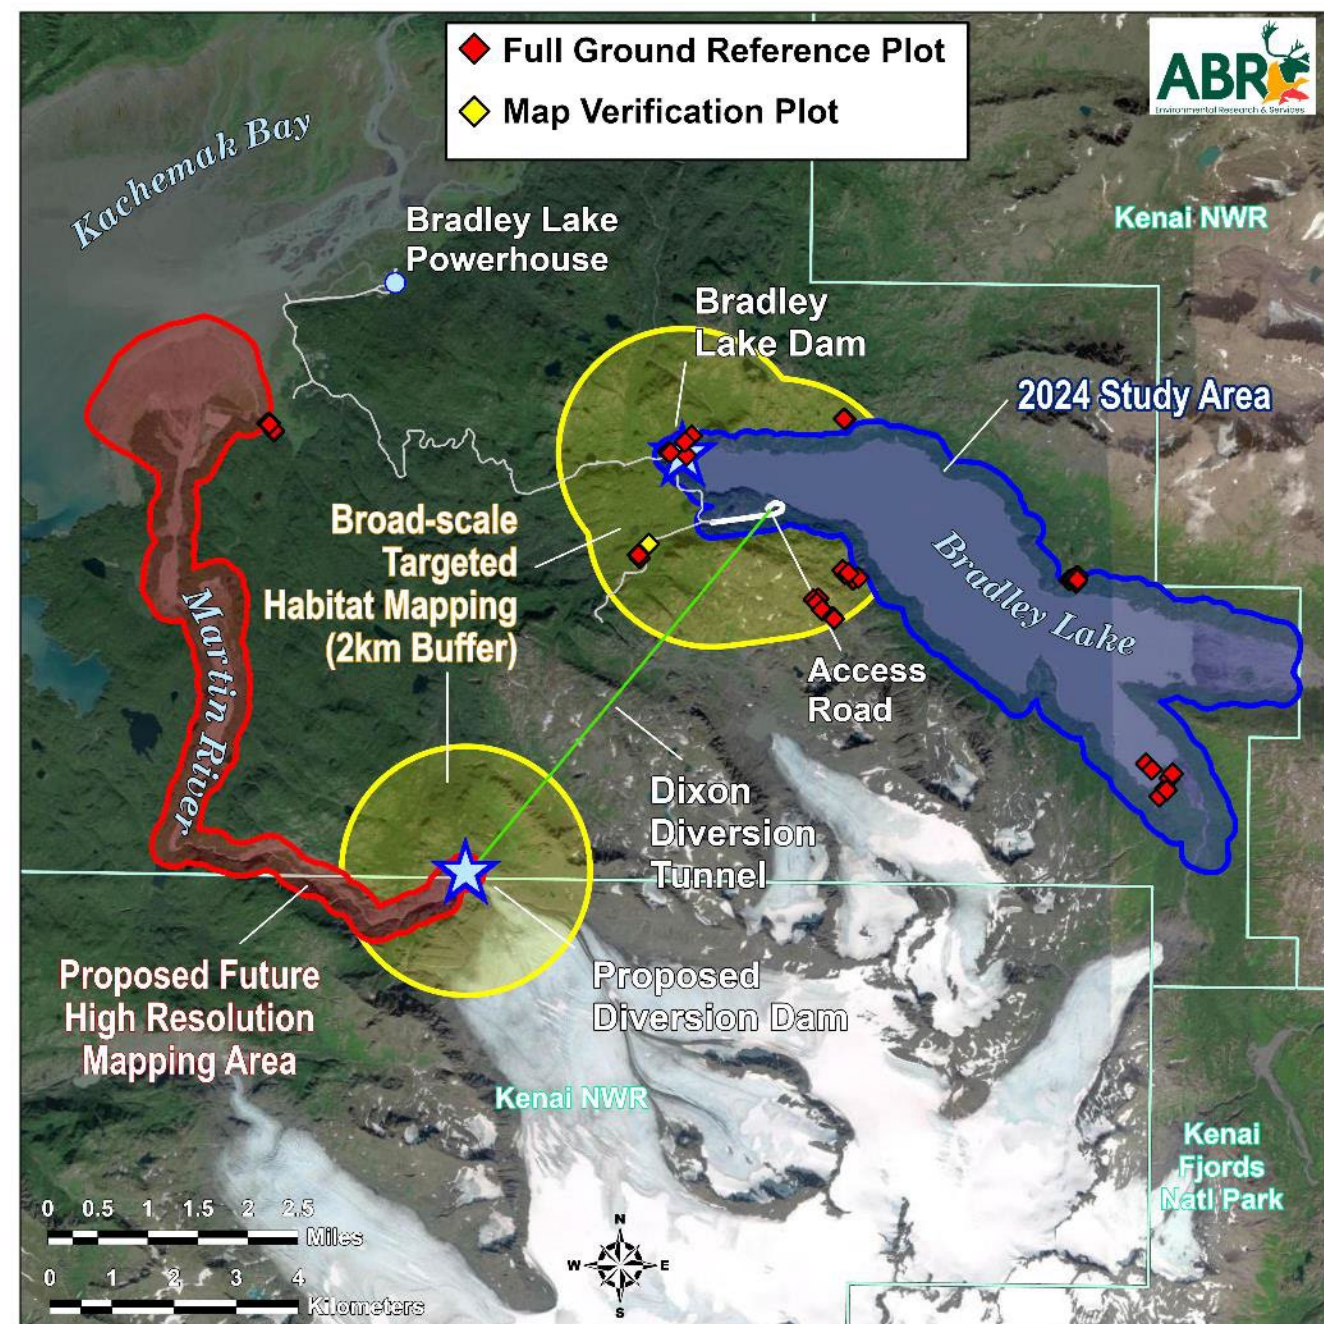 Full Ground Reference Plot
Map Verification Plot
ABR
Environmental Research & Services
Kachemak Bay
Kenai NWR
Bradley Lake
Powerhouse
Bradley
Lake Dam
2024 Study Area
Broad-scale
Targeted
Habitat Mapping
(2km Buffer)
Bradley Lake
Martin River
Access
Road
Dixon
Diversion
Tunnel
Proposed Future
High Resolution
Mapping Area
Proposed
Diversion Dam
Kenai NWR
Kenai
Fjords
Natl Park
0 0.5 1 1.5 2 2.5
Miles
0 1 2 3 4
Kilometers
N
W E
S